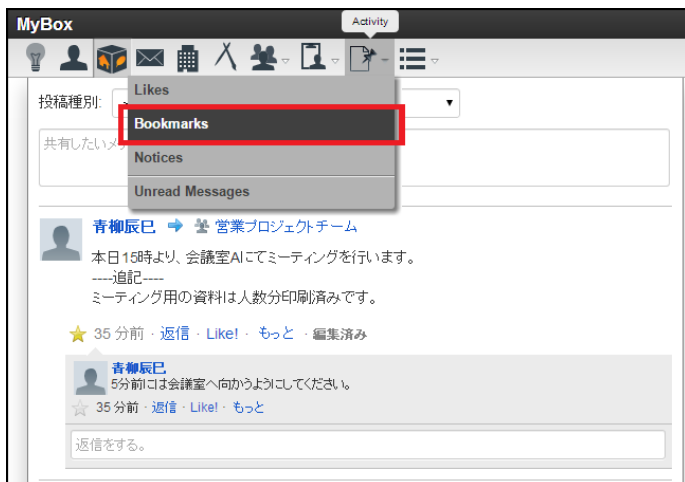 MyBox
Activity
投稿種別:
Likes
Bookmarks
Notices
Unread Messages
共有したい
青柳辰巳 営業プロジェクトチーム
本日15時より、会議室AIにてミーティングを行います。
----追記----
ミーティング用の資料は人数分印刷済みです。
35 分前 · 返信 · Like! · もっと · 編集済み
青柳辰巳
5分前には会議室へ向かうようにしてください。
35 分前 · 返信 · Like! · もっと
返信をする。